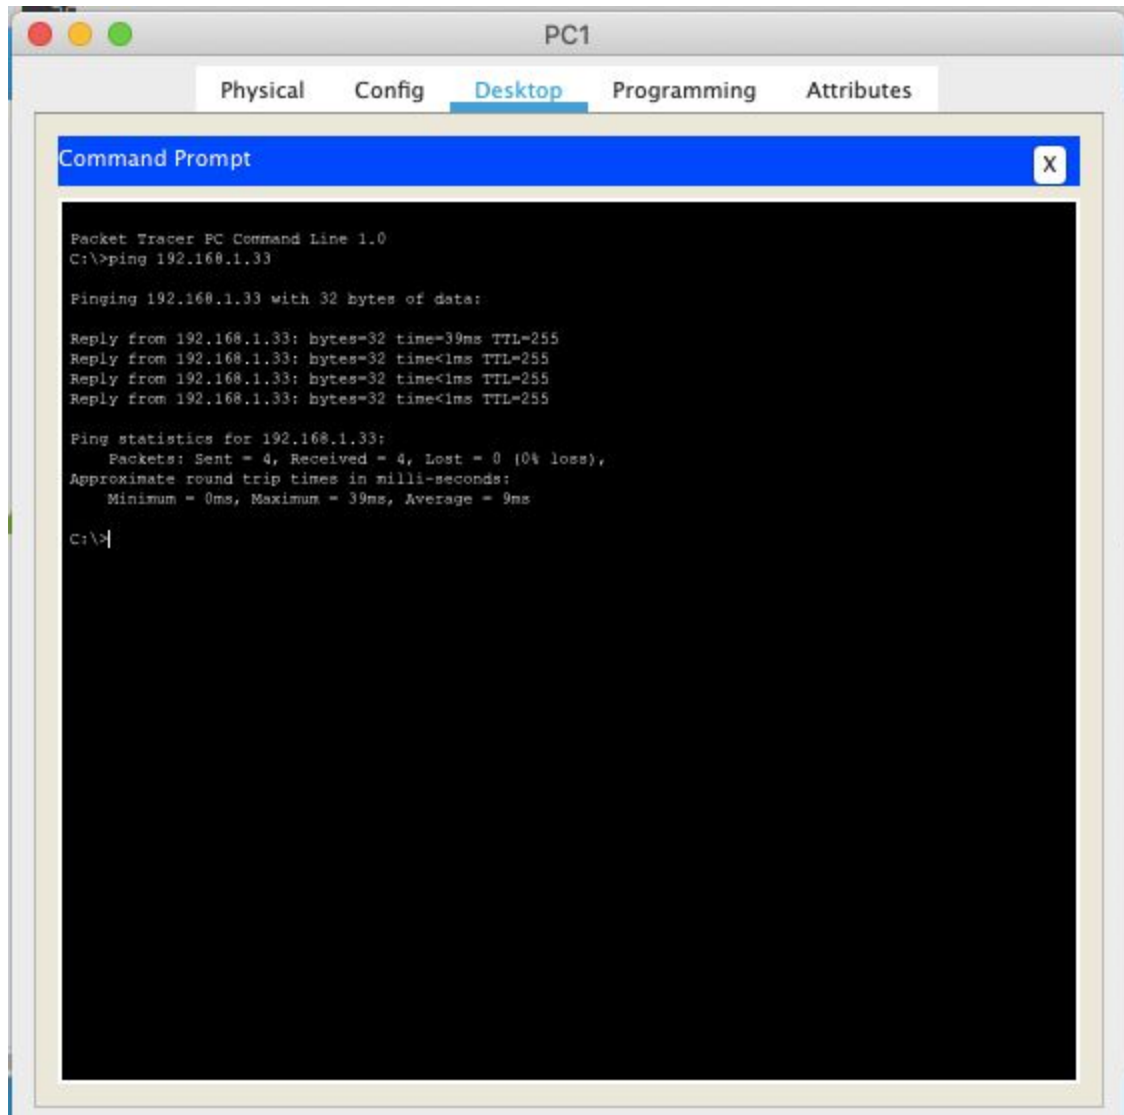 PC1
Physical Config Desktop Programming Attributes
Command Prompt X
Packet Tracer PC Command Line 1.0
C:\>ping 192.168.1.33
Pinging 192.168.1.33 with 32 bytes of data:
Reply from 192.168.1.33: bytes=32 time=39ms TTL=255
Reply from 192.168.1.33: bytes=32 time<1ms TTL=255
Reply from 192.168.1.33: bytes=32 time<1ms TTL=255
Reply from 192.168.1.33: bytes=32 time<1ms TTL=255
Ping statistics for 192.168.1.33:
Packets: Sent = 4, Received = 4, Lost = 0 (0% loss),
Approximate round trip times in milli-seconds:
Minimum = 0ms, Maximum = 39ms, Average = 9ms
C:\>